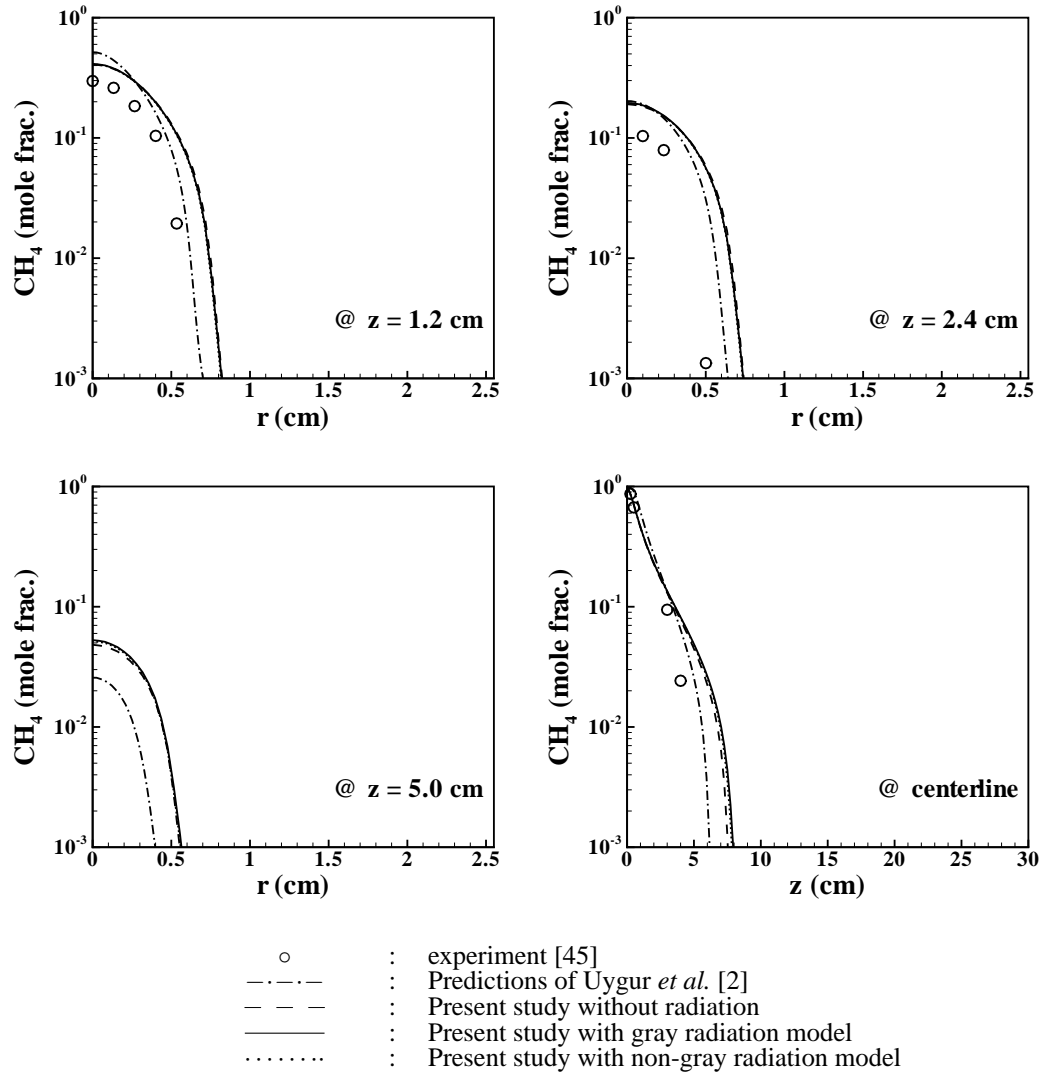 10⁰
10⁻¹
10⁻²
10⁻³
CH₄ (mole frac.)
@ z = 1.2 cm
0 0.5 1 1.5 2 2.5
r (cm)
10⁰
10⁻¹
10⁻²
10⁻³
CH₄ (mole frac.)
@ z = 2.4 cm
0 0.5 1 1.5 2 2.5
r (cm)
10⁰
10⁻¹
10⁻²
10⁻³
CH₄ (mole frac.)
@ z = 5.0 cm
0 0.5 1 1.5 2 2.5
r (cm)
10⁰
10⁻¹
10⁻²
10⁻³
CH₄ (mole frac.)
@ centerline
0 5 10 15 20 25 30
z (cm)
: experiment [45]
: Predictions of Uygur et al. [2]
: Present study without radiation
: Present study with gray radiation model
: Present study with non-gray radiation model